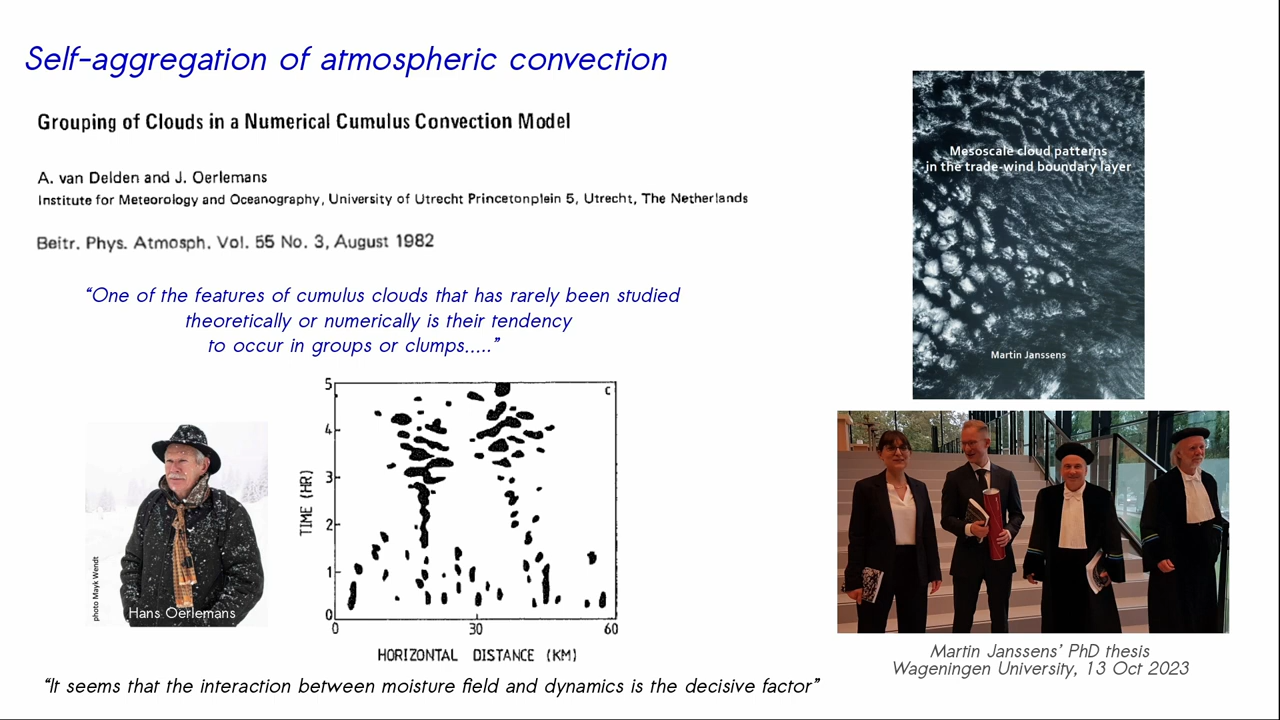 Self-aggregation of atmospheric convection
Grouping of Clouds in a Numerical Cumulus Convection Model
A. van Delden and J. Oerlemans
Institute for Meteorology and Oceanography, University of Utrecht Princetonplein 5, Utrecht, The Netherlands
Beitr. Phys. Atmosph. Vol. 55 No. 3, August 1982
“One of the features of cumulus clouds that has rarely been studied
theoretically or numerically is their tendency
to occur in groups or clumps.....”
photo Mayk Wendt
Hans Oerlemans
C
5
4
3
2
1
0
TIME (HR)
0 30 60
HORIZONTAL DISTANCE (KM)
“It seems that the interaction between moisture field and dynamics is the decisive factor”
Mesoscale cloud patterns
in the trade-wind boundary layer
Martin Janssens
Martin Janssens’ PhD thesis
Wageningen University, 13 Oct 2023